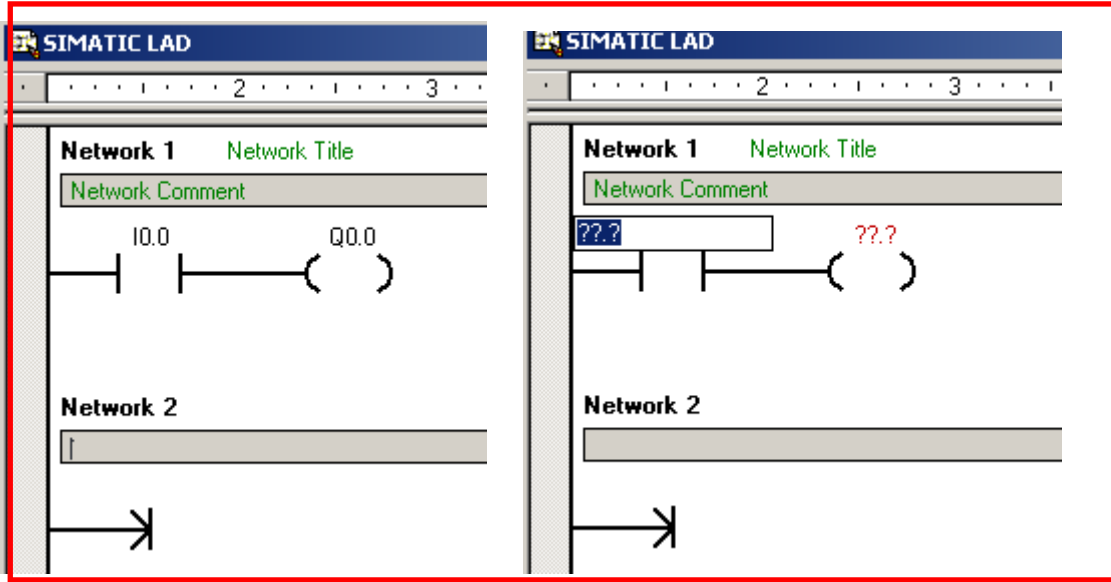 SIMATIC LAD
2 3
Network 1 Network Title
Network Comment
I0.0 Q0.0
Network 2
SIMATIC LAD
2 3
Network 1 Network Title
Network Comment
??.? ??.?
Network 2